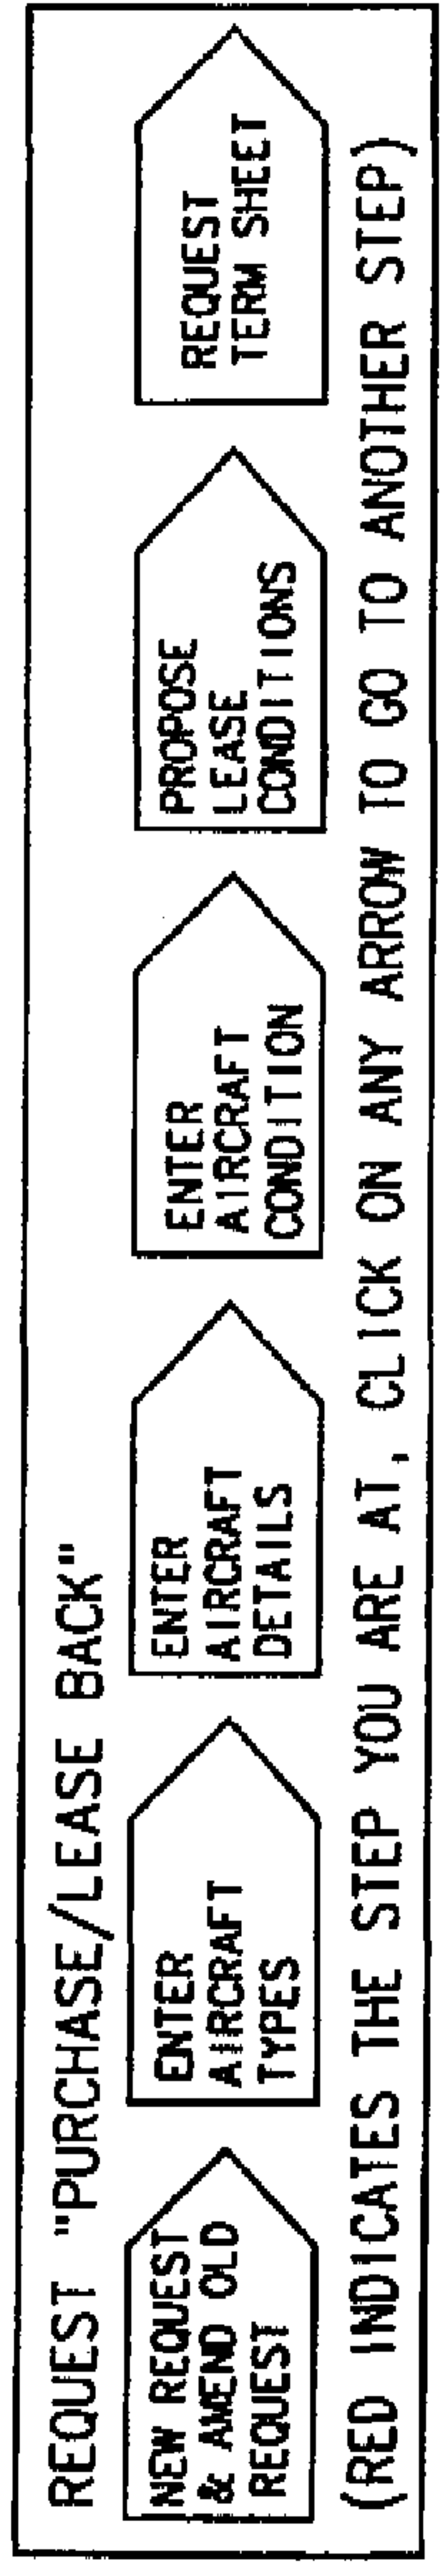 REQUEST "PURCHASE/LEASE BACK"
NEW REQUEST
& AMEND OLD
REQUEST
ENTER
AIRCRAFT
TYPES
ENTER
AIRCRAFT
DETAILS
ENTER
AIRCRAFT
CONDITION
PROPOSE
LEASE
CONDITIONS
REQUEST
TERM SHEET
(RED INDICATES THE STEP YOU ARE AT, CLICK ON ANY ARROW TO GO TO ANOTHER STEP)